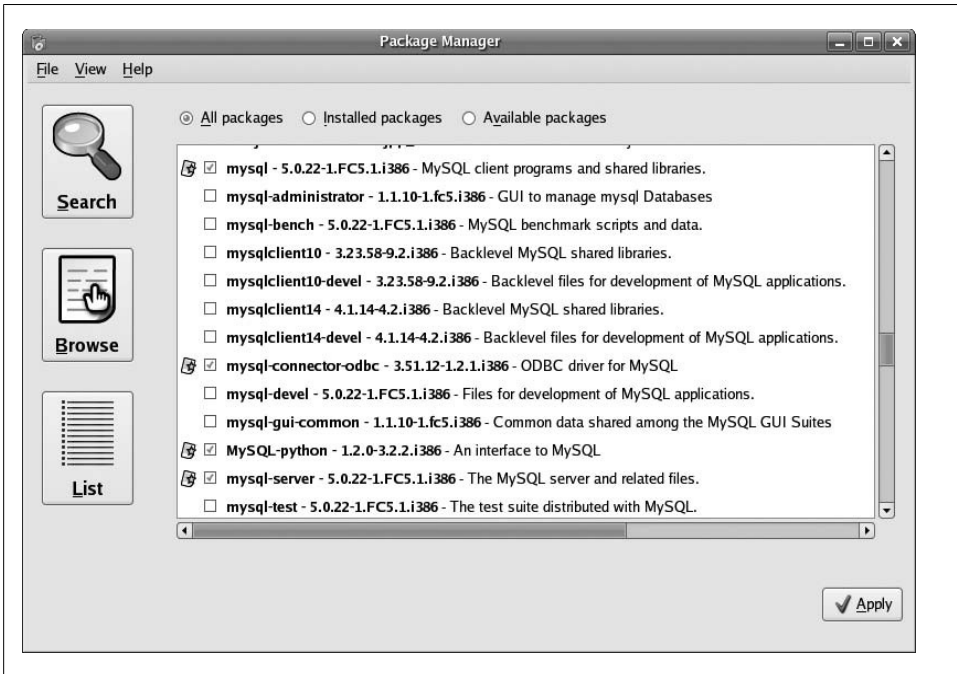 Package Manager
File View Help
All packages Installed packages Available packages
mysql - 5.0.22-1.FC5.1.i386 - MySQL client programs and shared libraries.
mysql-administrator - 1.1.10-1.fc5.i386 - GUI to manage mysql Databases
mysql-bench - 5.0.22-1.FC5.1.i386 - MySQL benchmark scripts and data.
mysqlclient10 - 3.23.58-9.2.i386 - Backlevel MySQL shared libraries.
mysqlclient10-devel - 3.23.58-9.2.i386 - Backlevel files for development of MySQL applications.
mysqlclient14 - 4.1.14-4.2.i386 - Backlevel MySQL shared libraries.
mysqlclient14-devel - 4.1.14-4.2.i386 - Backlevel files for development of MySQL applications.
mysql-connector-odbc - 3.51.12-1.2.1.i386 - ODBC driver for MySQL
mysql-devel - 5.0.22-1.FC5.1.i386 - Files for development of MySQL applications.
mysql-gui-common - 1.1.10-1.fc5.i386 - Common data shared among the MySQL GUI Suites
MySQL-python - 1.2.0-3.2.2.i386 - An interface to MySQL
mysql-server - 5.0.22-1.FC5.1.i386 - The MySQL server and related files.
mysql-test - 5.0.22-1.FC5.1.i386 - The test suite distributed with MySQL.
Search
Browse
List
Apply